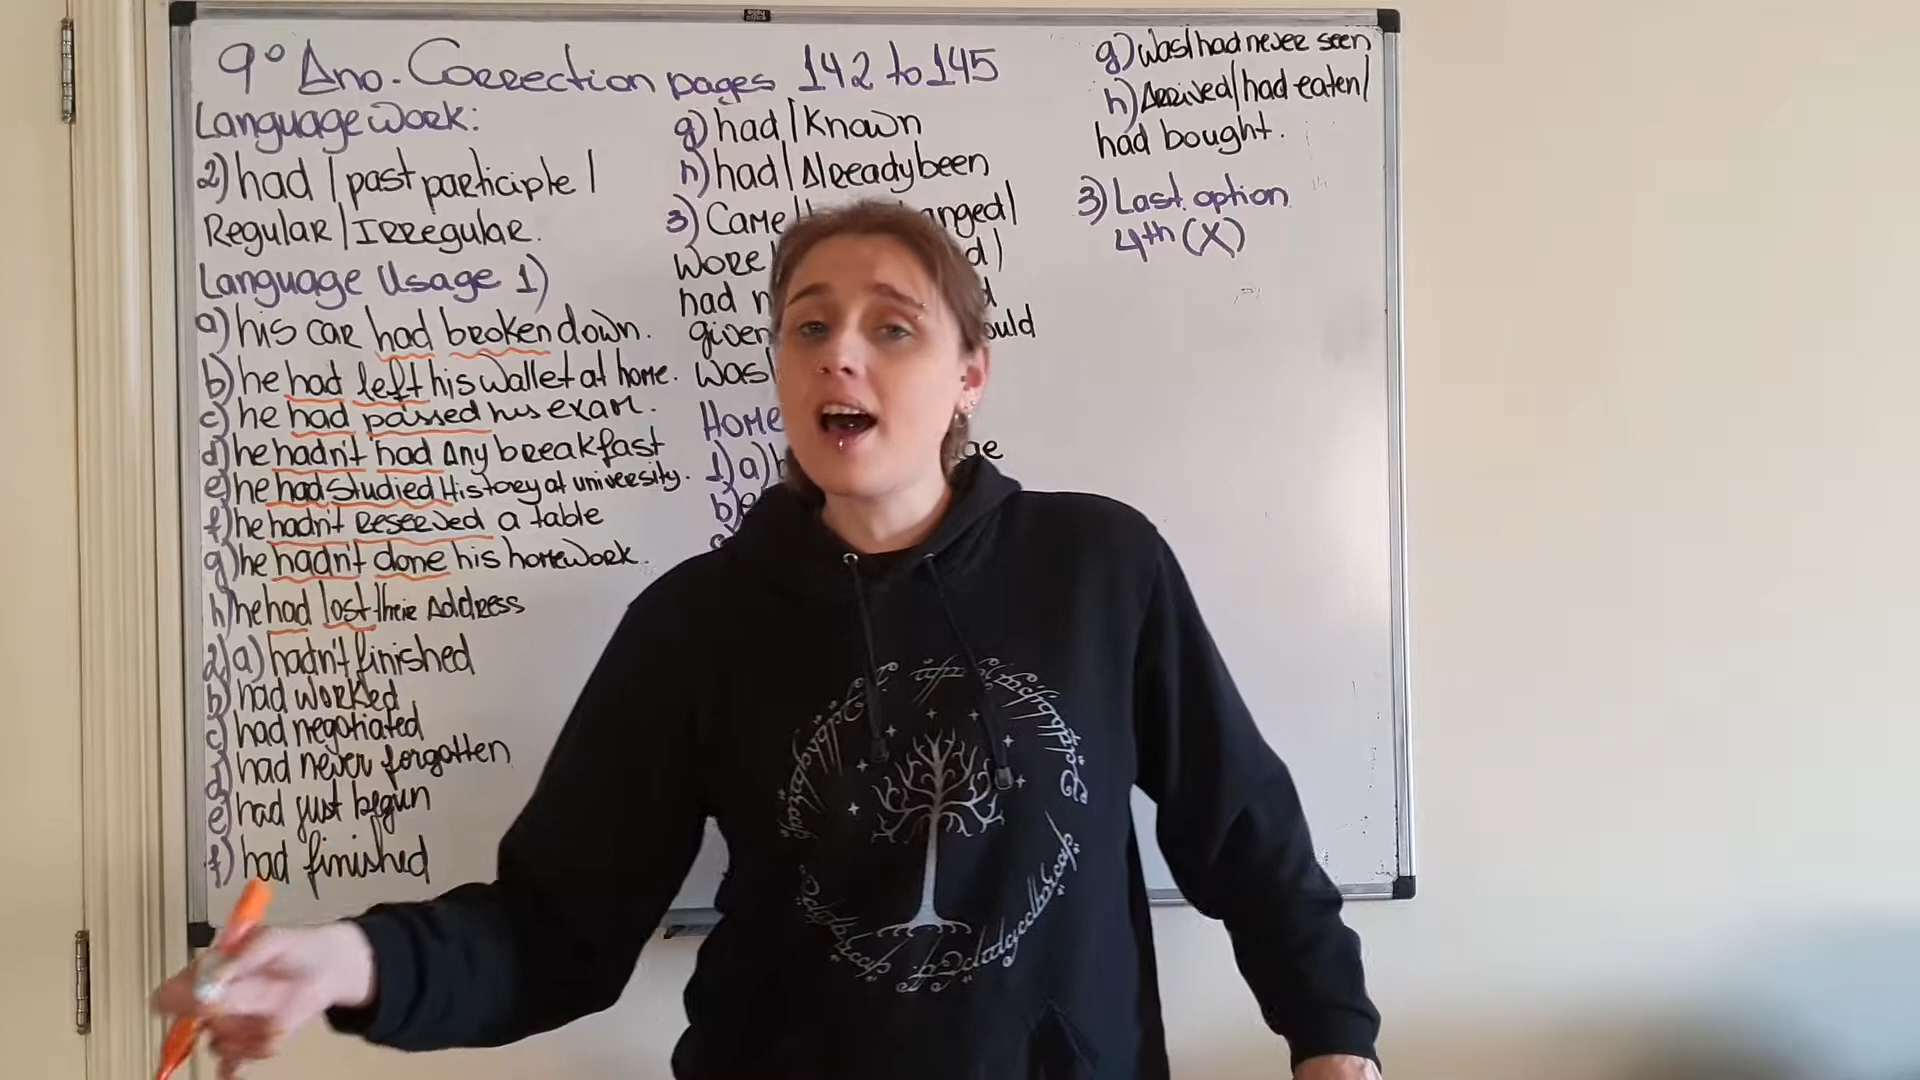 9º Ano. Correction pages 142 to 145
Language work:
2) had / past participle /
Regular / Irregular.
Language Usage 1)
a) his car had broken down.
b) he had left his wallet at home.
c) he had passed his exam.
d) he hadn't had any breakfast
e) he had studied History at university.
f) he hadn't reserved a table
g) he hadn't done his homework.
h) he had lost their address
2) a) hadn't finished
b) had worked
c) had negotiated
d) had never forgotten
e) had just begun
f) had finished
g) had / known
h) had / Already been
3) Came /
wore
had
given
was /
1) a)
b)
g) was / had never seen
h) Arrived / had eaten /
had bought.
3) Last option
4th (X)